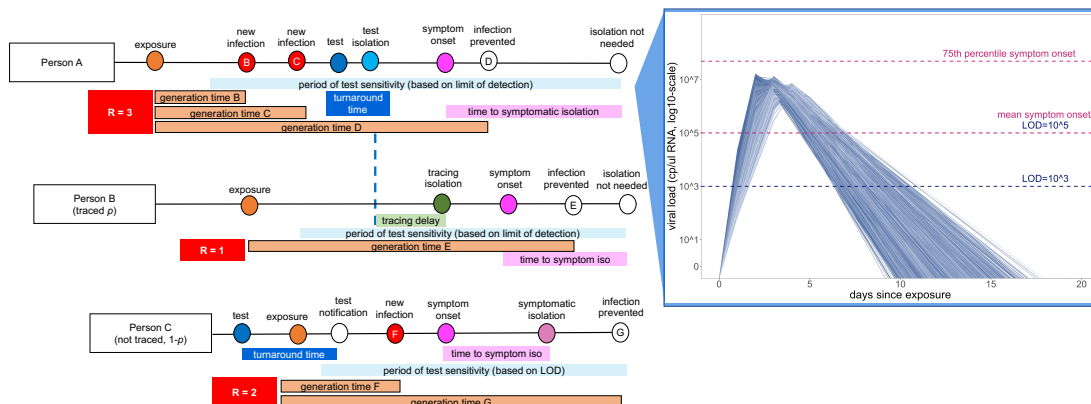 exposure
new
infection
new
infection
test
test
isolation
symptom
onset
infection
prevented
isolation not
needed
Person A
B
C
D
period of test sensitivity (based on limit of detection)
R = 3
generation time B
turnaround
time
time to symptomatic isolation
generation time C
generation time D
exposure
tracing
isolation
symptom
onset
infection
prevented
isolation
not needed
Person B
(traced p)
E
tracing delay
period of test sensitivity (based on limit of detection)
R = 1
generation time E
time to symptom iso
test
exposure
test
notification
new
infection
symptom
onset
symptomatic
isolation
infection
prevented
Person C
(not traced, 1-p)
F
G
turnaround time
time to symptom iso
period of test sensitivity (based on LOD)
R = 2
generation time F
generation time G
75th percentile symptom onset
mean symptom onset
LOD=10^5
LOD=10^3
viral load (cp/ul RNA, log10-scale)
10^7
10^5
10^3
10^1
0
0
5
10
15
20
days since exposure